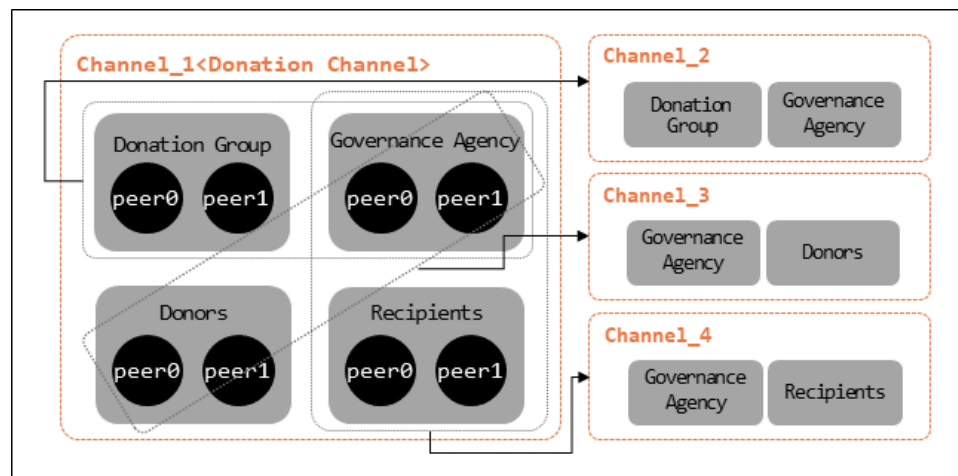 Channel_1<Donation Channel>
Donation Group
peer0 peer1
Governance Agency
peer0 peer1
Donors
peer0 peer1
Recipients
peer0 peer1
Channel_2
Donation
Group
Governance
Agency
Channel_3
Governance
Agency
Donors
Channel_4
Governance
Agency
Recipients